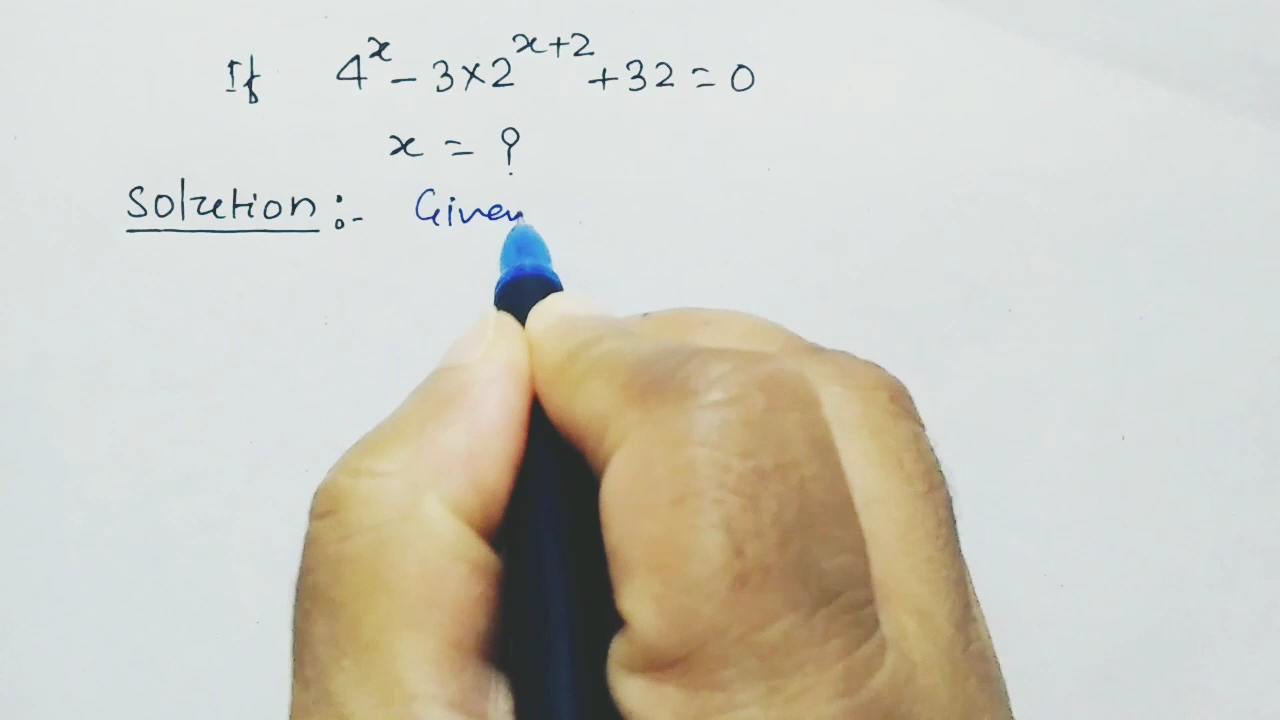 If 4^x - 3×2^(x+2) + 32 = 0
x = ?
Solution :- Given